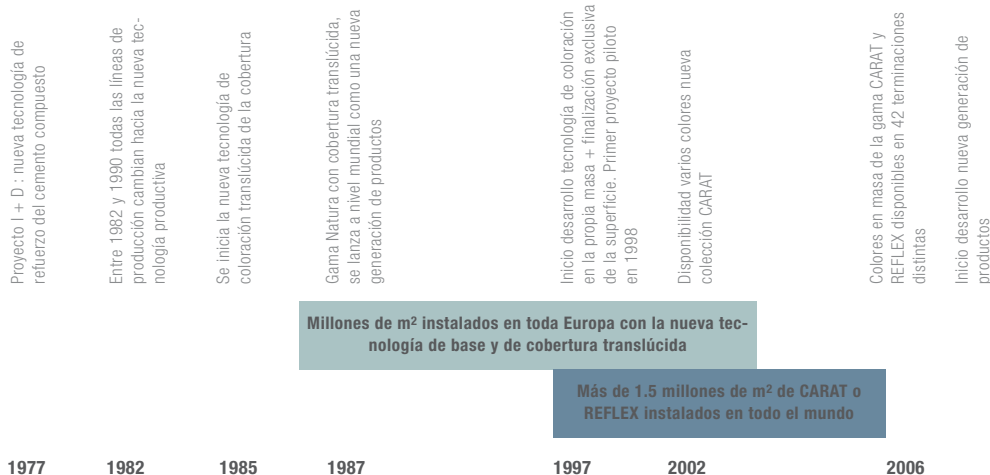 Proyecto I + D : nueva tecnología de
refuerzo del cemento compuesto
Entre 1982 y 1990 todas las líneas de
producción cambian hacia la nueva tec-
nología productiva
Se inicia la nueva tecnología de
coloración translúcida de la cobertura
Gama Natura con cobertura translúcida,
se lanza a nivel mundial como una nueva
generación de productos
Inicio desarrollo tecnología de coloración
en la propia masa + finalización exclusiva
de la superficie. Primer proyecto piloto
en 1998
Disponibilidad varios colores nueva
colección CARAT
Colores en masa de la gama CARAT y
REFLEX disponibles en 42 terminaciones
distintas
Inicio desarrollo nueva generación de
productos
Millones de m² instalados en toda Europa con la nueva tec-
nología de base y de cobertura translúcida
Más de 1.5 millones de m² de CARAT o
REFLEX instalados en todo el mundo
1977 1982 1985 1987 1997 2002 2006